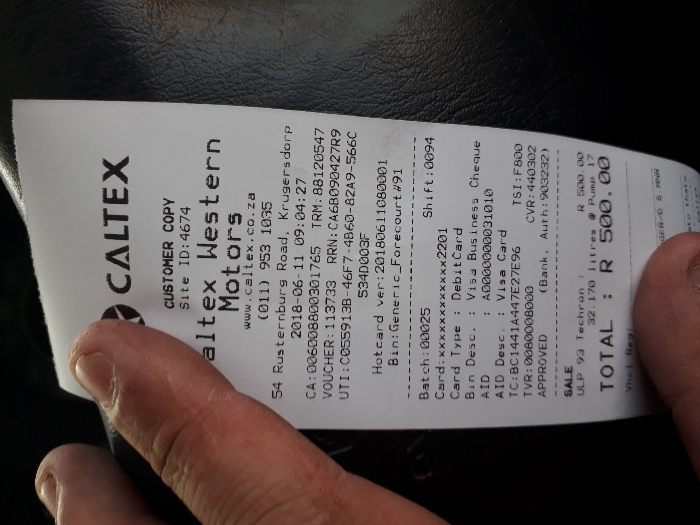 CALTEX
CUSTOMER COPY
Site ID:4674
altex Western
Motors
www.caltex.co.za
(011) 953 1035
54 Rusternburg Road, Krugersdorp
2018-06-11 09:04:27
CA:006008800301765 TRM:88120547
VOUCHER:113733 RRN:CA6B090427R9
UTI:C055913B-46F7-4B60-82A9-566C
534D003F
Hotcard ver:20180611080001
Bin:Generic_Forecourt#91
Batch:00025 Shift:0094
Card:xxxxxxxxxxxx2201
Card Type : DebitCard
Bin Desc. : Visa Business Cheque
AID : A0000000031010
AID Desc. : Visa Card
TC:BC1441A447E27E96 TSI:F800
TVR:0080008000 CVR:440302
APPROVED (Bank. Auth:903232)
SALE
ULP 93 Techron : R 500.00
32.170 litres @ Pump 17
TOTAL : R 500.00
Vhcl Reg